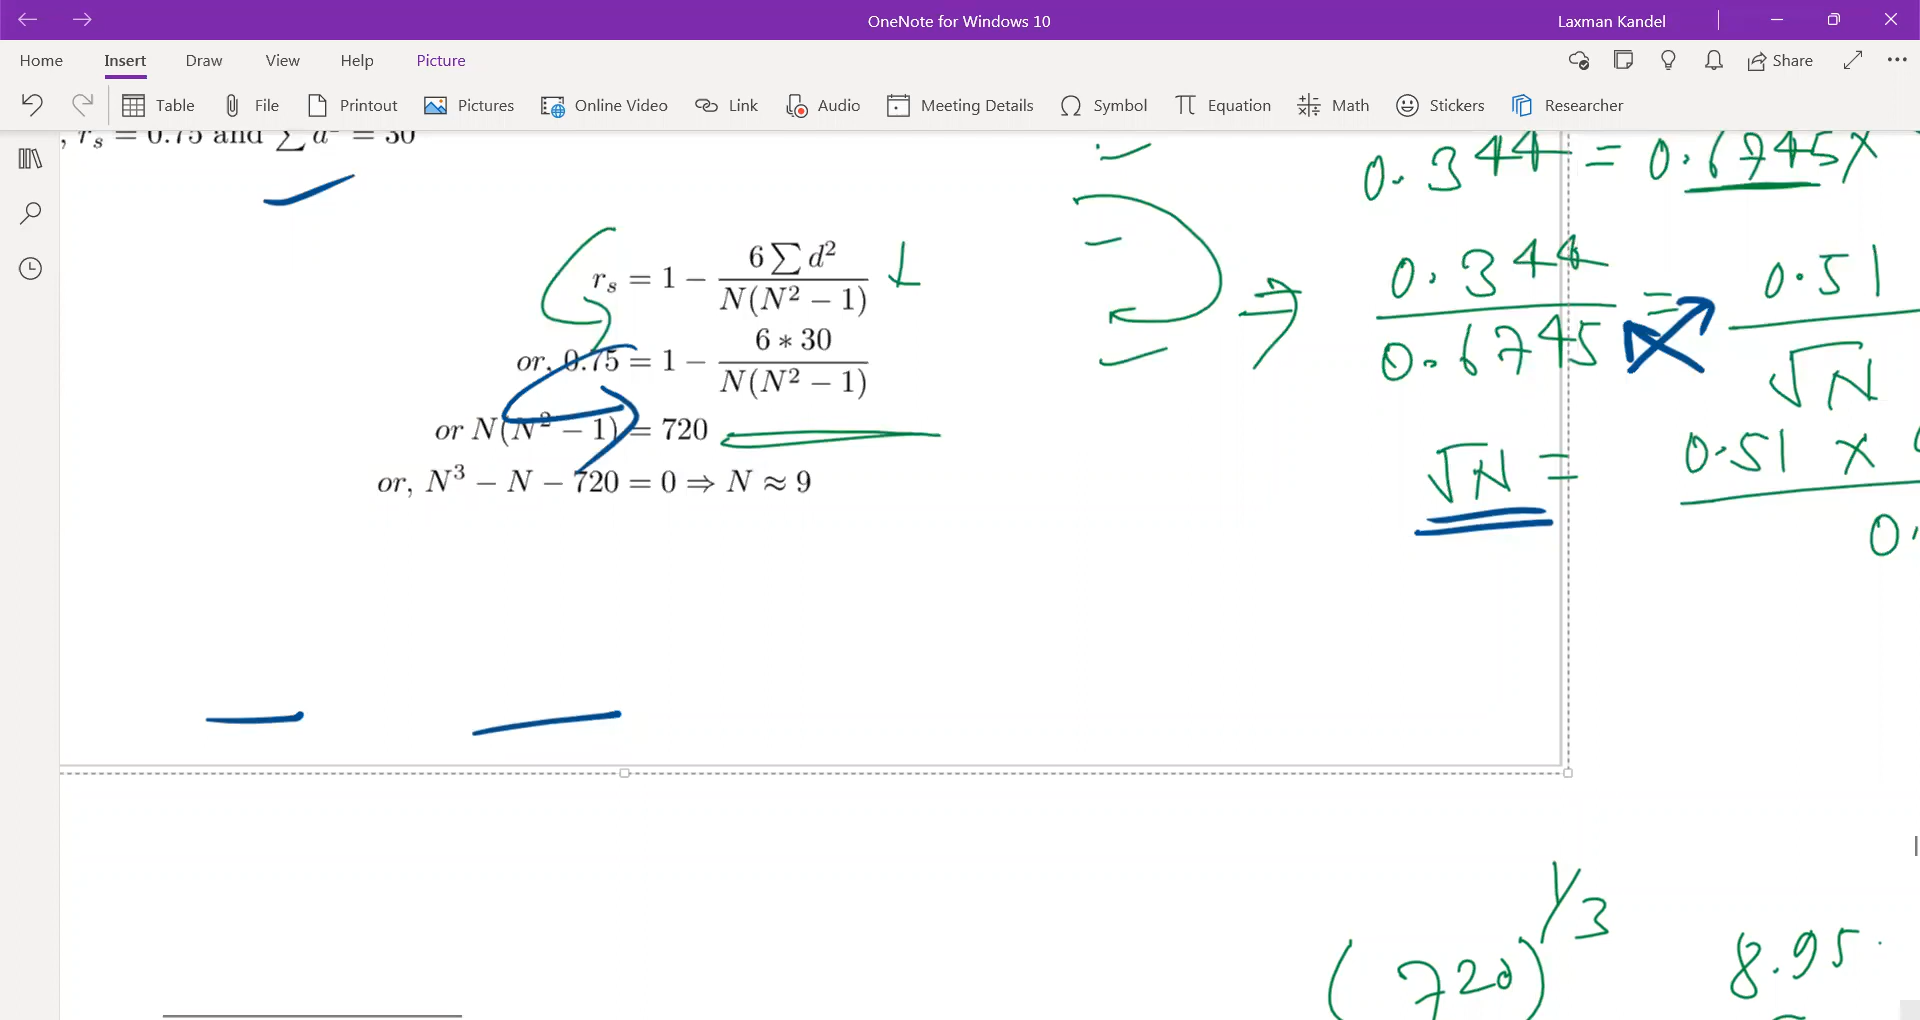 OneNote for Windows 10
Laxman Kandel
Home Insert Draw View Help Picture
Share
Table File Printout Pictures Online Video Link Audio Meeting Details Symbol Equation Math Stickers Researcher
, r_s = 0.75 and ∑ d² = 30
0.344 = 0.6745 ×
r_s = 1 − 6 ∑ d² / N(N² − 1)
or, 0.75 = 1 − 6 ∗ 30 / N(N² − 1)
or N(N² − 1) = 720
or, N³ − N − 720 = 0 ⇒ N ≈ 9
⇒ 0.344 / 0.6745 = 0.51 / √N
√N = 0.51 ×
0.
(720)^1/3
8.95